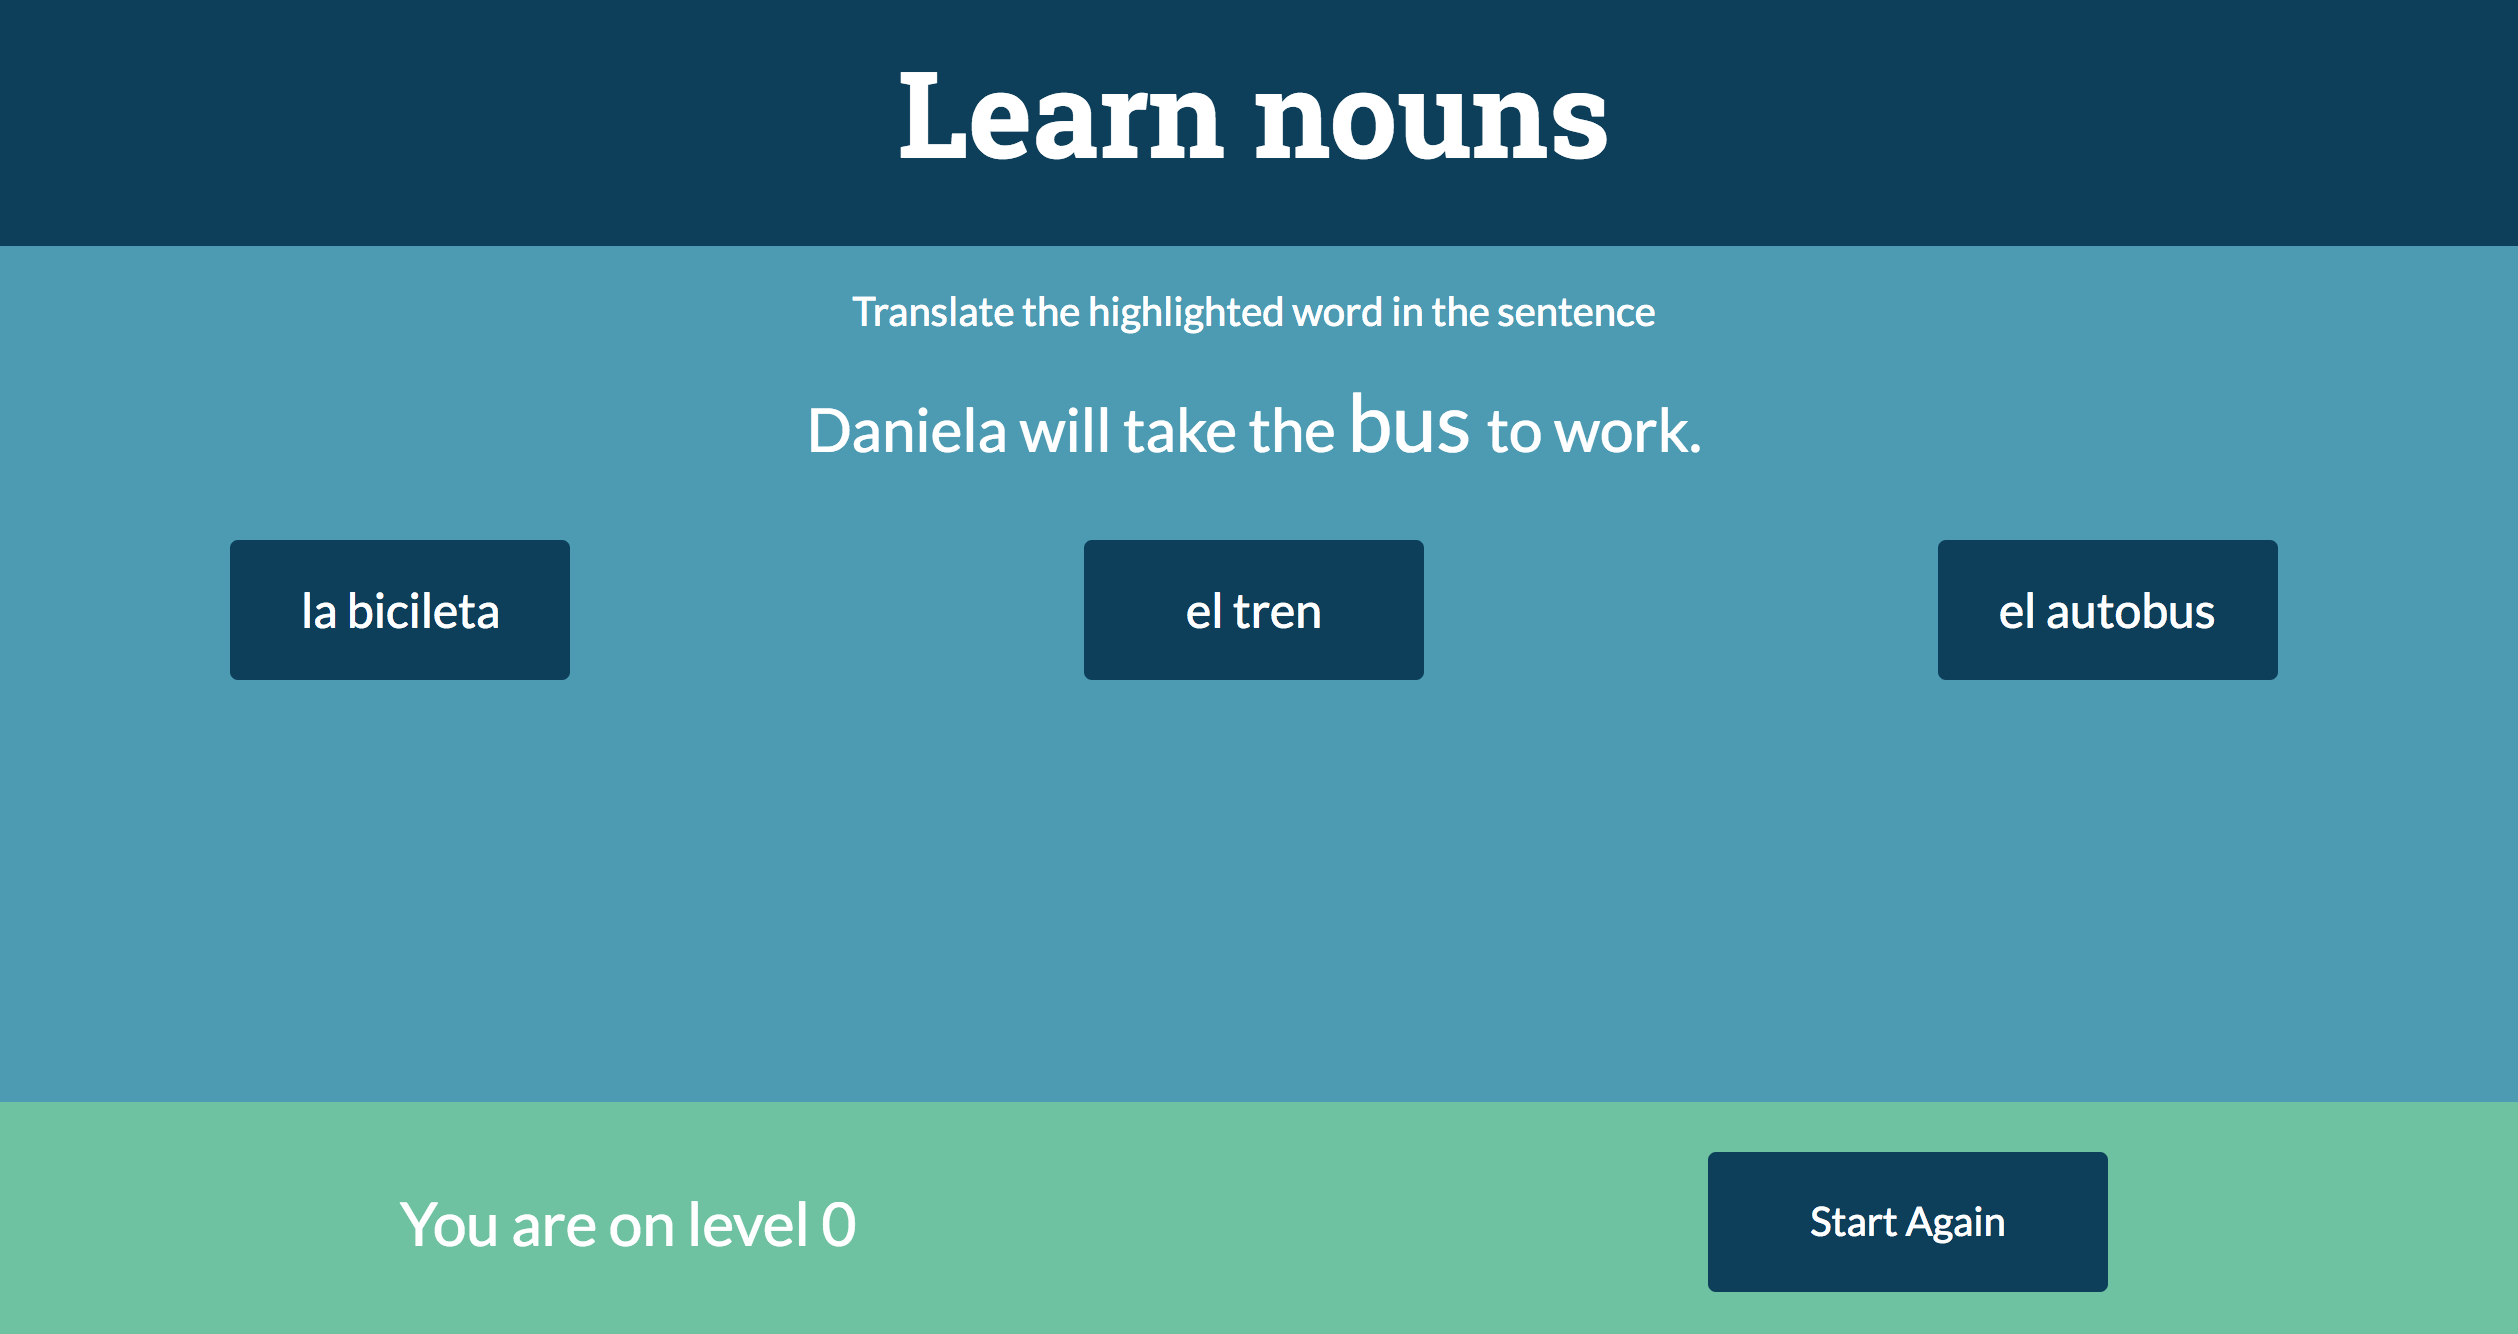 Learn nouns
Translate the highlighted word in the sentence
Daniela will take the bus to work.
la bicileta
el tren
el autobus
You are on level 0
Start Again